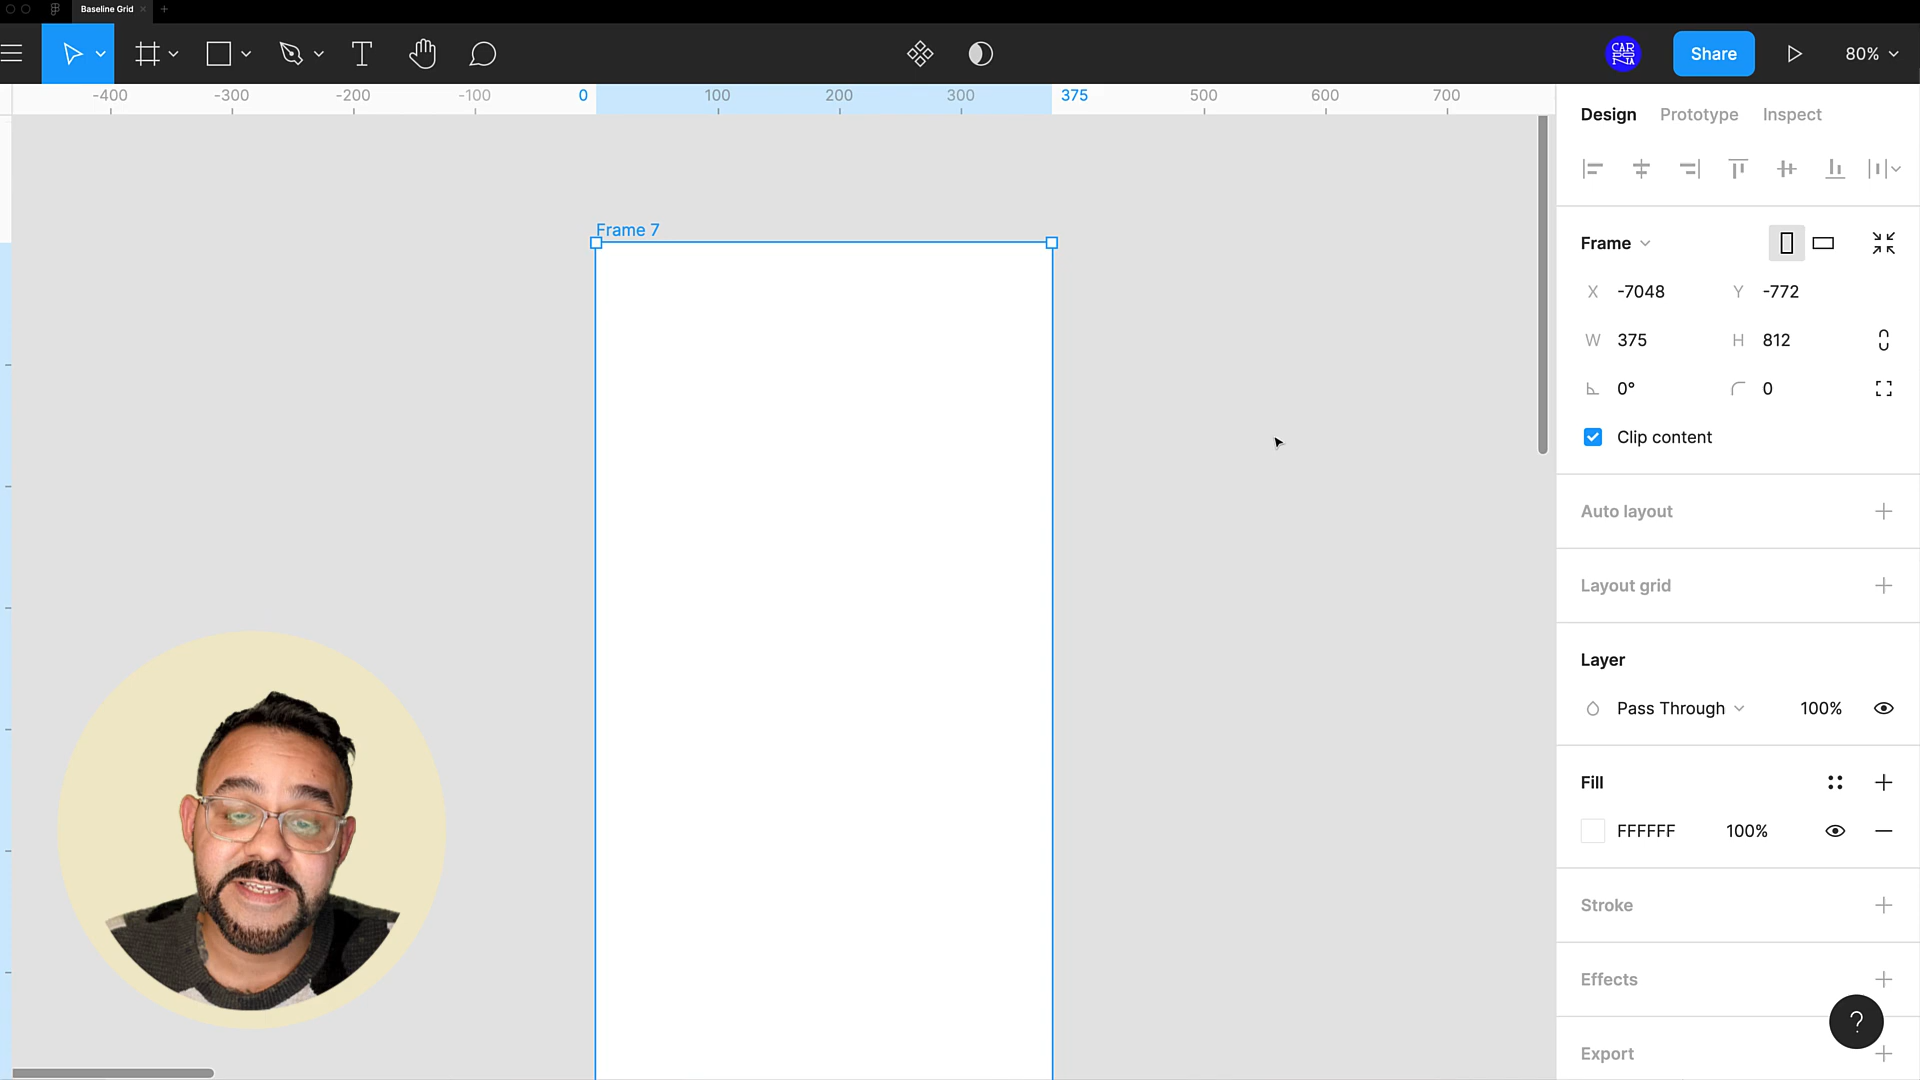 Baseline Grid
Share
80%
-400 -300 -200 -100 0 100 200 300 375 500 600 700
Design Prototype Inspect
Frame 7
Frame
X -7048 Y -772
W 375 H 812
0° 0
Clip content
Auto layout
Layout grid
Layer
Pass Through 100%
Fill
FFFFFF 100%
Stroke
Effects
?
Export